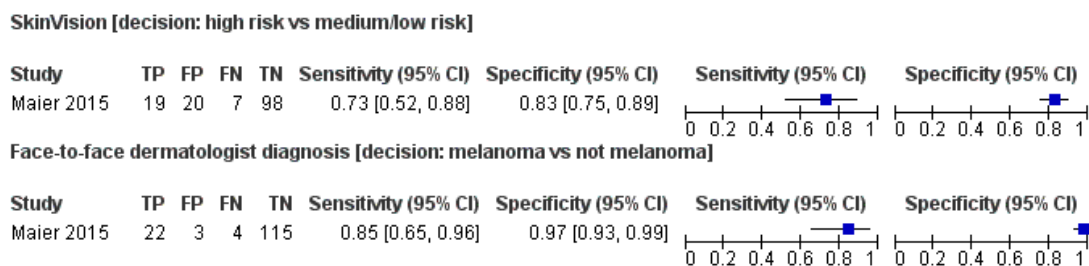 SkinVision [decision: high risk vs medium/low risk]
Study TP FP FN TN Sensitivity (95% CI) Specificity (95% CI) Sensitivity (95% CI) Specificity (95% CI)
Maier 2015 19 20 7 98 0.73 [0.52, 0.88] 0.83 [0.75, 0.89]
0 0.2 0.4 0.6 0.8 1 0 0.2 0.4 0.6 0.8 1
Face-to-face dermatologist diagnosis [decision: melanoma vs not melanoma]
Study TP FP FN TN Sensitivity (95% CI) Specificity (95% CI) Sensitivity (95% CI) Specificity (95% CI)
Maier 2015 22 3 4 115 0.85 [0.65, 0.96] 0.97 [0.93, 0.99]
0 0.2 0.4 0.6 0.8 1 0 0.2 0.4 0.6 0.8 1